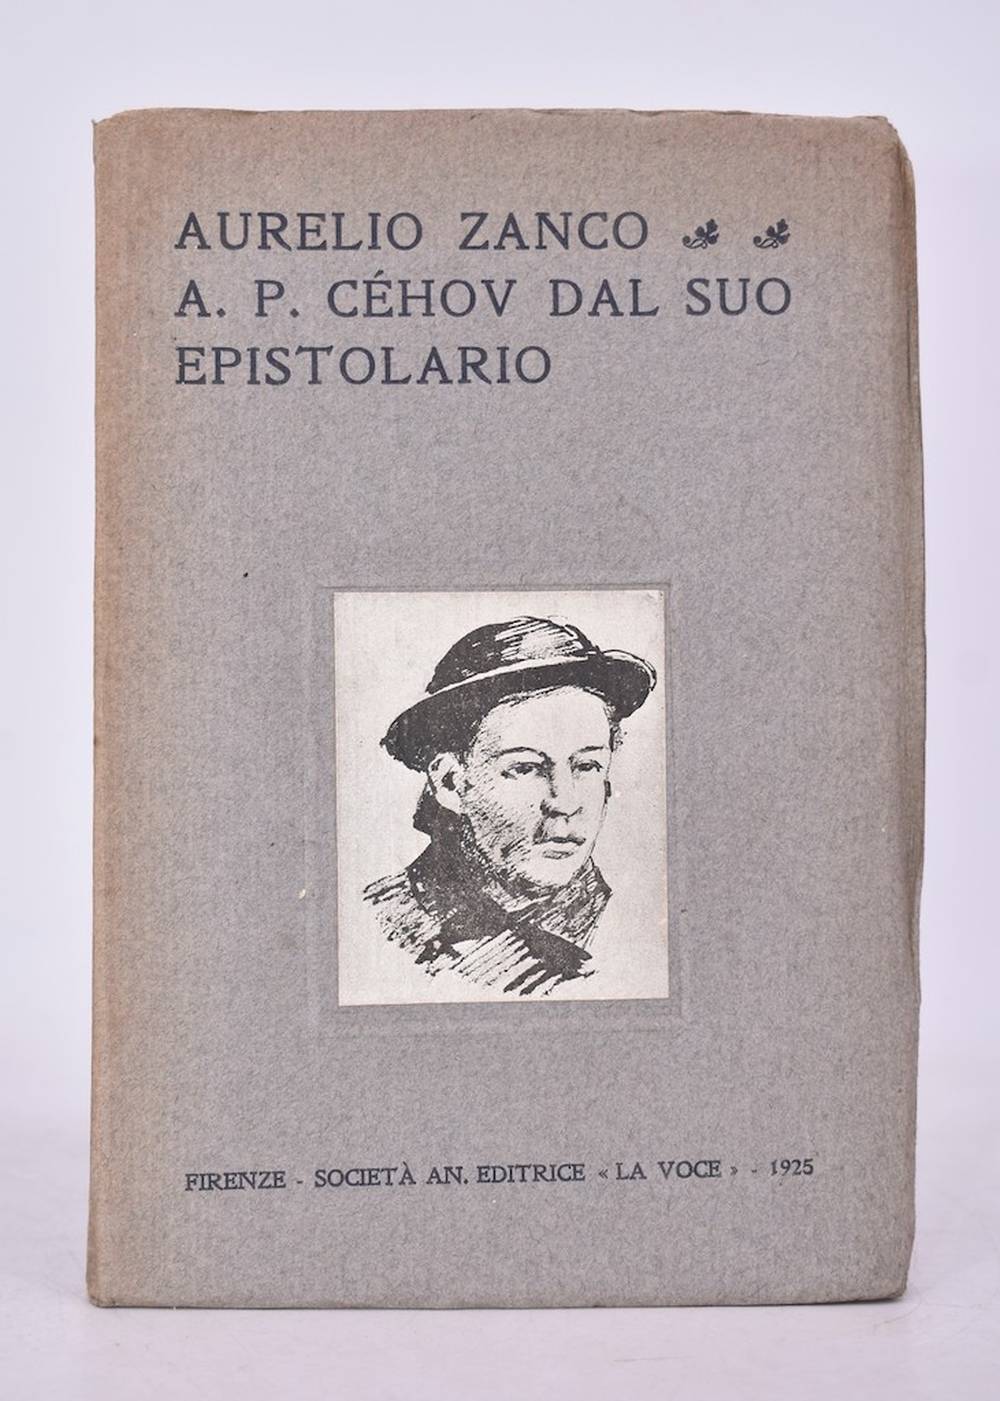 AURELIO ZANCO
A. P. CÉHOV DAL SUO
EPISTOLARIO
FIRENZE - SOCIETÀ AN. EDITRICE « LA VOCE » - 1925